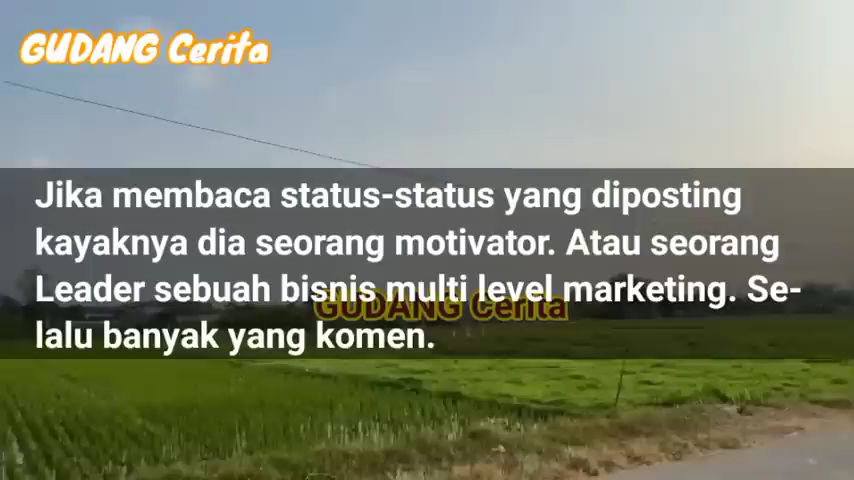 GUDANG Cerita
Jika membaca status-status yang diposting
kayaknya dia seorang motivator. Atau seorang
Leader sebuah bisnis multi level marketing. Se-
GUDANG Cerita
lalu banyak yang komen.